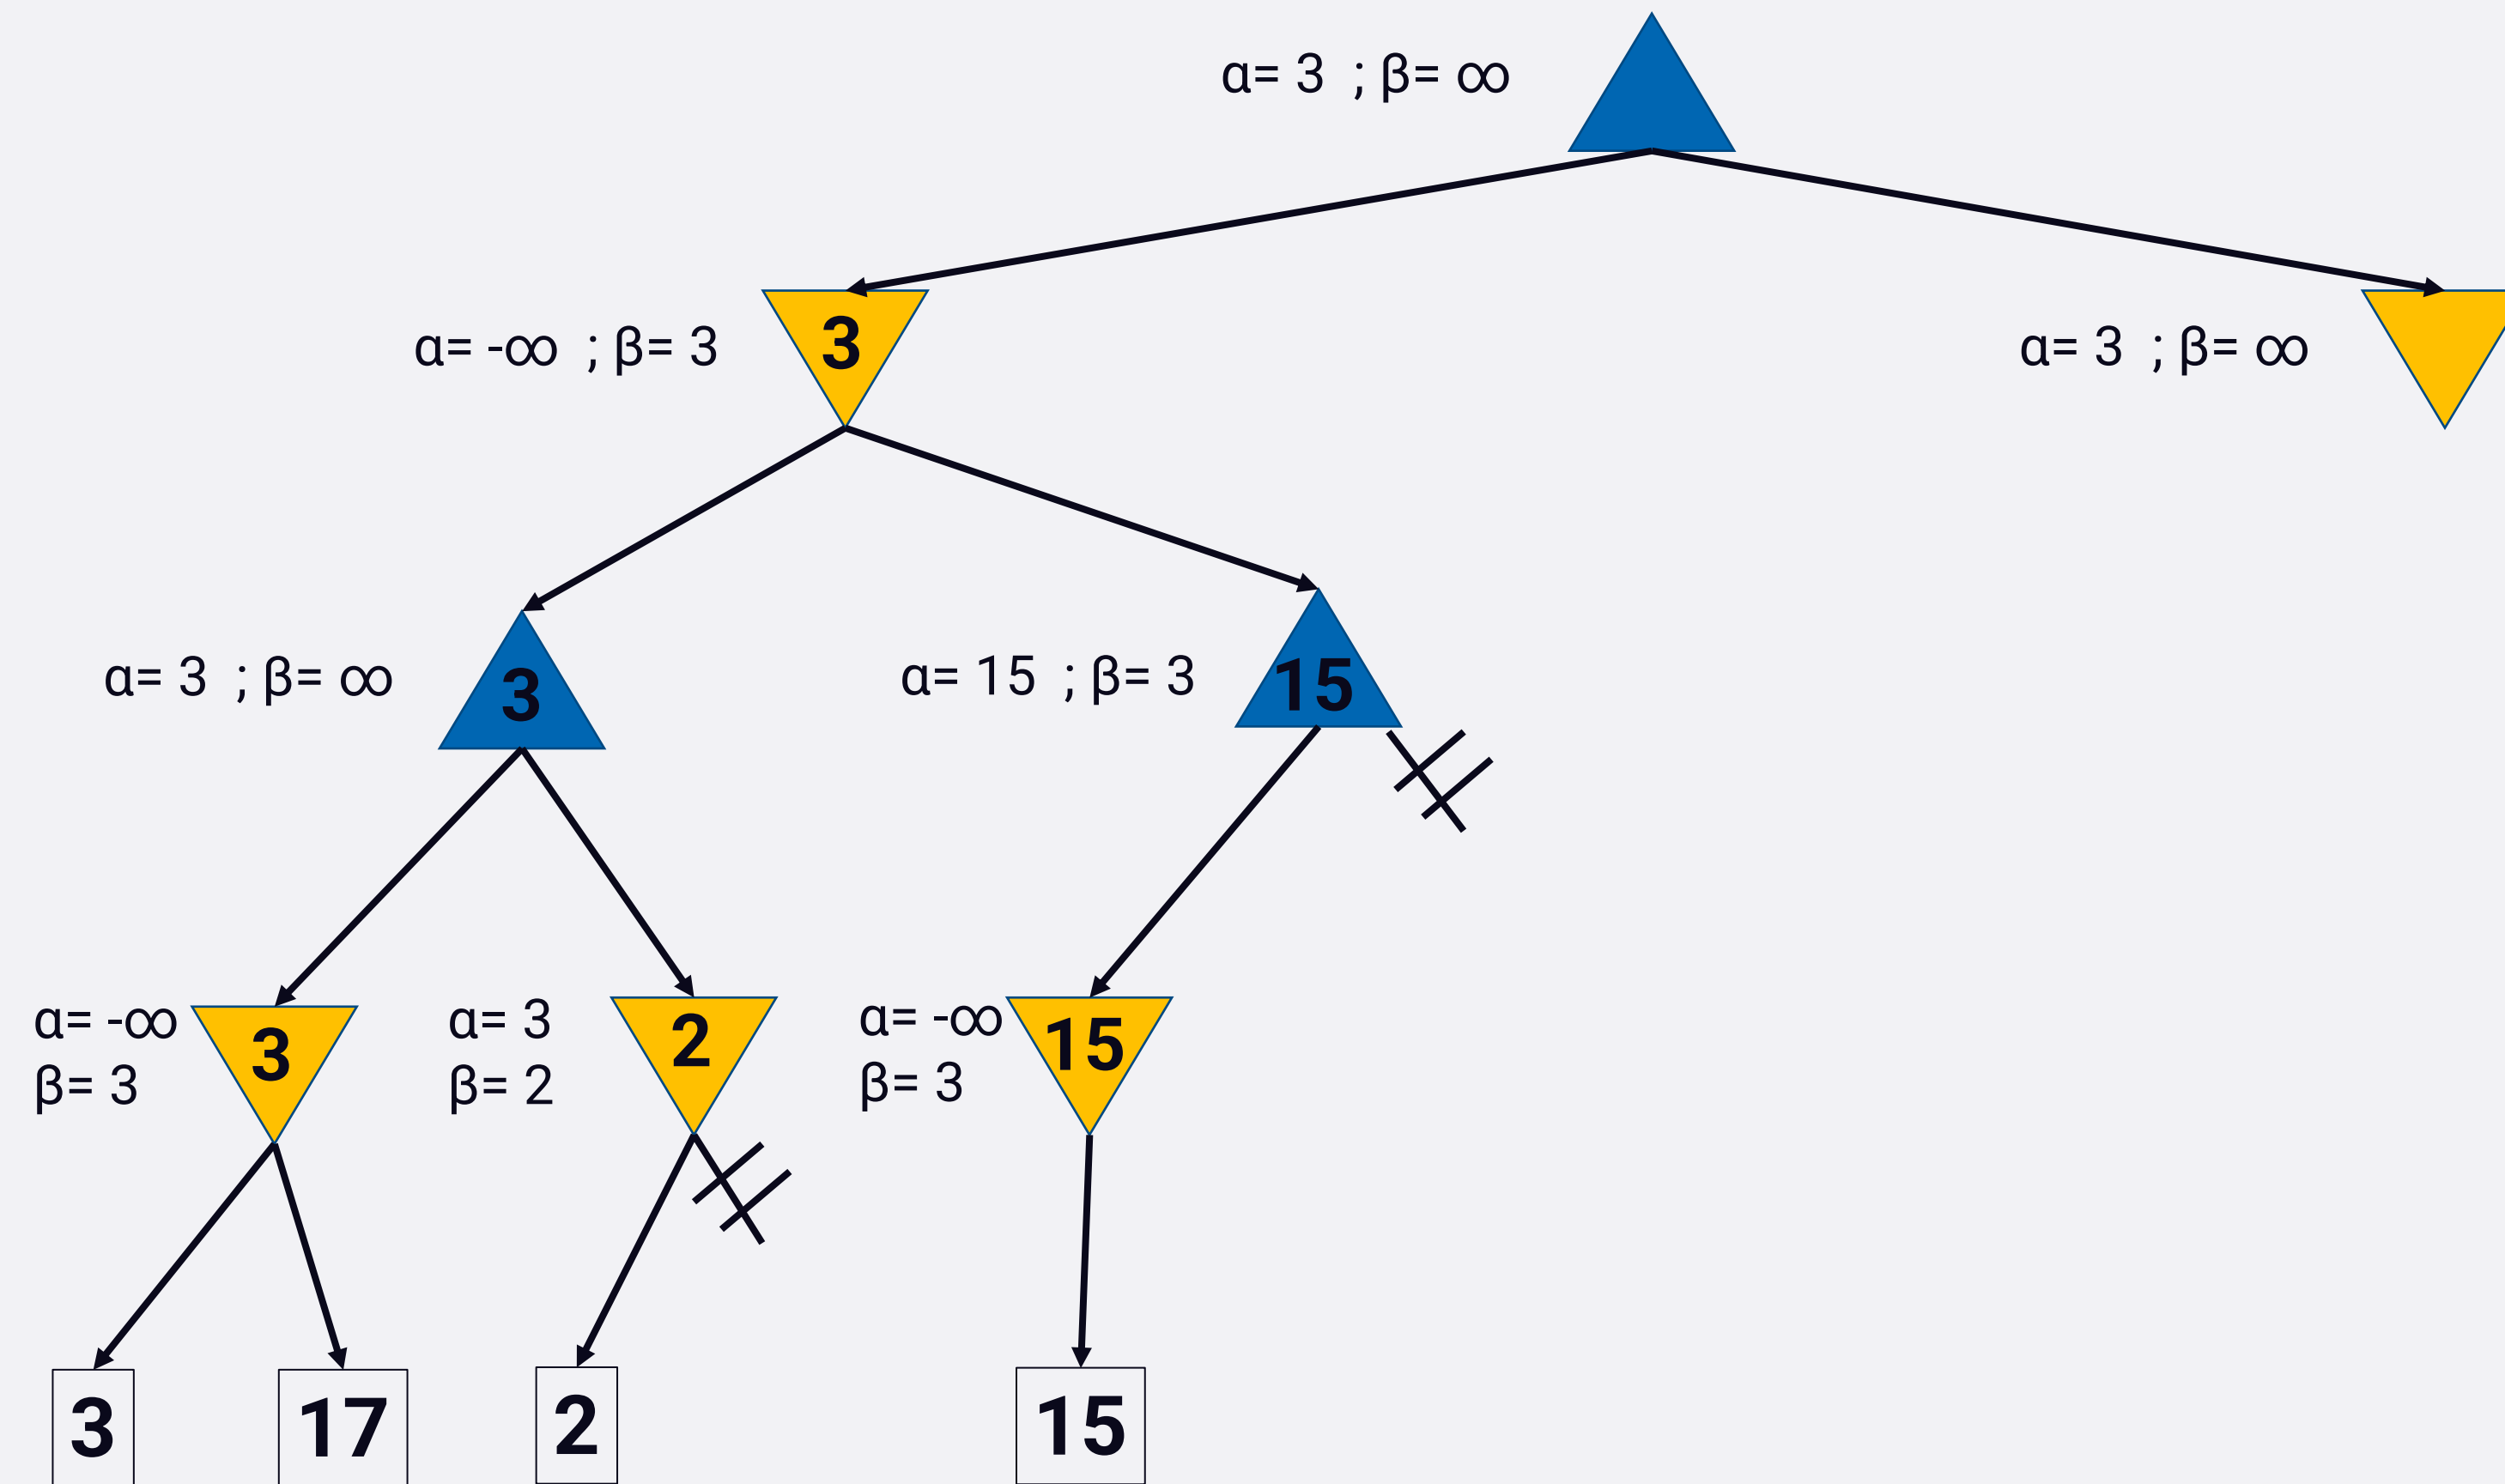 α= 3 ; β= ∞
α= -∞ ; β= 3
3
α= 3 ; β= ∞
α= 3 ; β= ∞
3
α= 15 ; β= 3
15
α= -∞
β= 3
3
α= 3
β= 2
2
α= -∞
β= 3
15
3
17
2
15